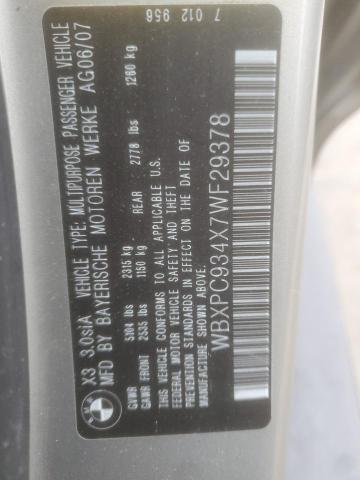 X3 3.0siA VEHICLE TYPE: MULTIPURPOSE PASSENGER VEHICLE
MFD BY BAYERISCHE MOTOREN WERKE AG 06/07
GVWR 5104 lbs 2315 kg
GAWR FRONT 2535 lbs 1150 kg REAR 2778 lbs 1260 kg
THIS VEHICLE CONFORMS TO ALL APPLICABLE U.S.
FEDERAL MOTOR VEHICLE SAFETY AND THEFT
PREVENTION STANDARDS IN EFFECT ON THE DATE OF
MANUFACTURE SHOWN ABOVE.
WBXPC934X7WF29378
7 012 956
BMW